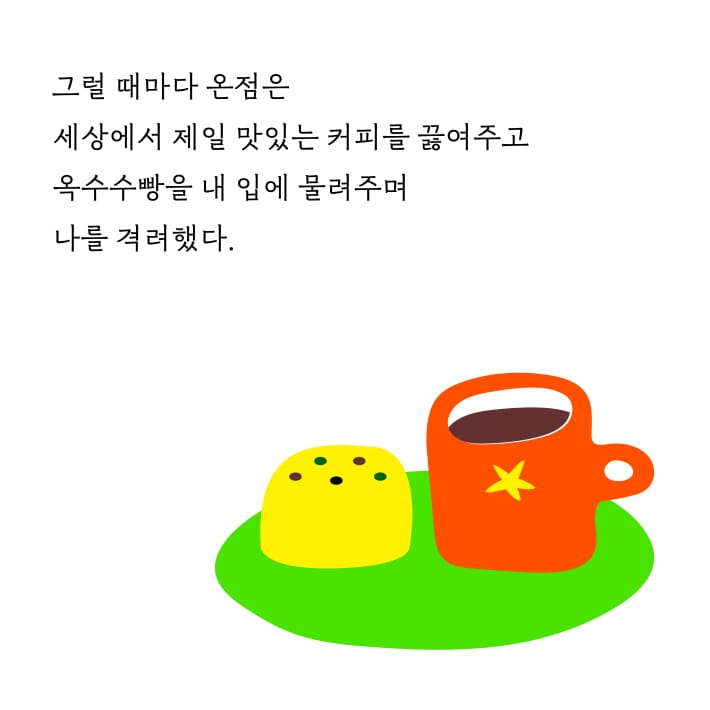 그럴 때마다 온점은
세상에서 제일 맛있는 커피를 끓여주고
옥수수빵을 내 입에 물려주며
나를 격려했다.